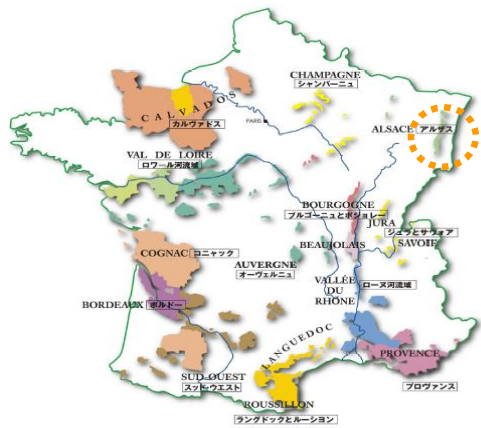 CHAMPAGNE
シャンパーニュ
CALVADOS
カルヴァドス
PARIS
ALSACE アルザス
VAL DE LOIRE
ロワール河流域
BOURGOGNE
ブルゴーニュとボジョレー
JURA
ジュラとサヴォア
SAVOIE
BEAUJOLAIS
COGNAC コニャック
AUVERGNE
オーヴェルニュ
VALLÉE
DU
RHÔNE
ローヌ河流域
BORDEAUX ボルドー
LANGUEDOC
PROVENCE
プロヴァンス
SUD-OUEST
スッド・ウエスト
ROUSSILLON
ラングドックとルーション